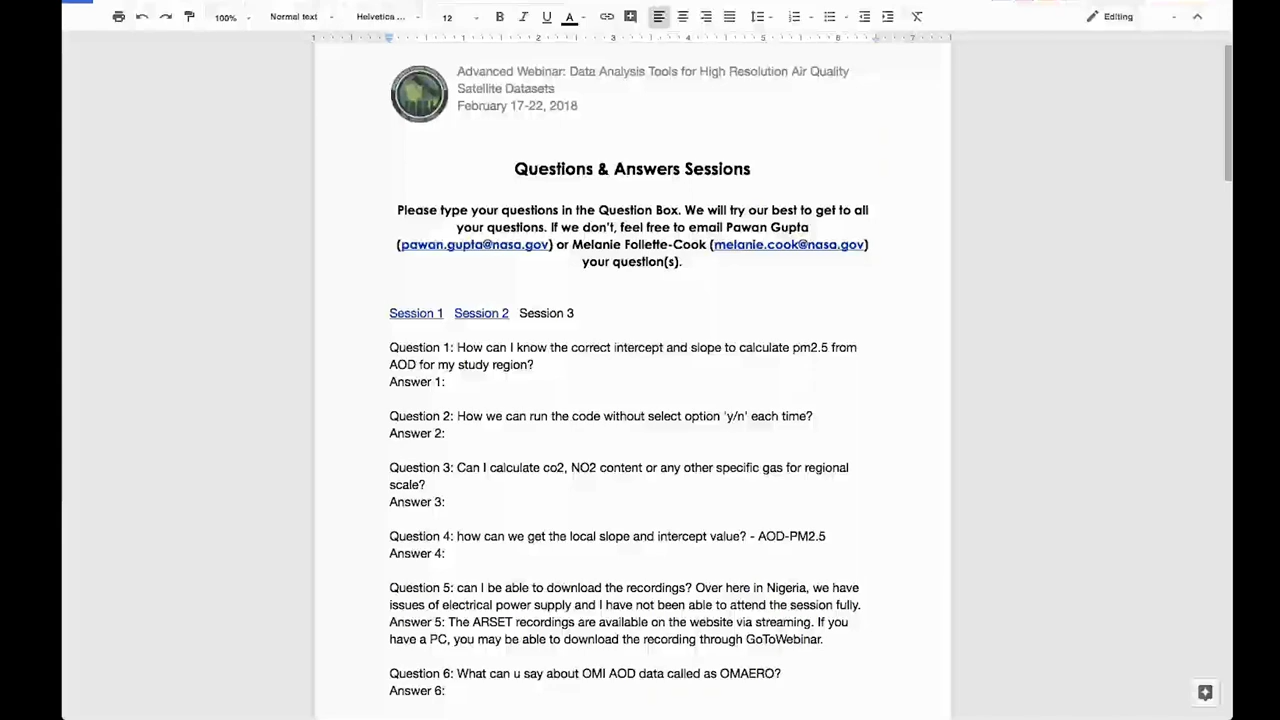 100%
Normal text
Helvetica ...
12
B I U A
Editing
1 1 2 3 4 5 6 7
Advanced Webinar: Data Analysis Tools for High Resolution Air Quality
Satellite Datasets
February 17-22, 2018
Questions & Answers Sessions
Please type your questions in the Question Box. We will try our best to get to all
your questions. If we don't, feel free to email Pawan Gupta
(pawan.gupta@nasa.gov) or Melanie Follette-Cook (melanie.cook@nasa.gov)
your question(s).
Session 1 Session 2 Session 3
Question 1: How can I know the correct intercept and slope to calculate pm2.5 from
AOD for my study region?
Answer 1:
Question 2: How we can run the code without select option 'y/n' each time?
Answer 2:
Question 3: Can I calculate co2, NO2 content or any other specific gas for regional
scale?
Answer 3:
Question 4: how can we get the local slope and intercept value? - AOD-PM2.5
Answer 4:
Question 5: can I be able to download the recordings? Over here in Nigeria, we have
issues of electrical power supply and I have not been able to attend the session fully.
Answer 5: The ARSET recordings are available on the website via streaming. If you
have a PC, you may be able to download the recording through GoToWebinar.
Question 6: What can u say about OMI AOD data called as OMAERO?
Answer 6: